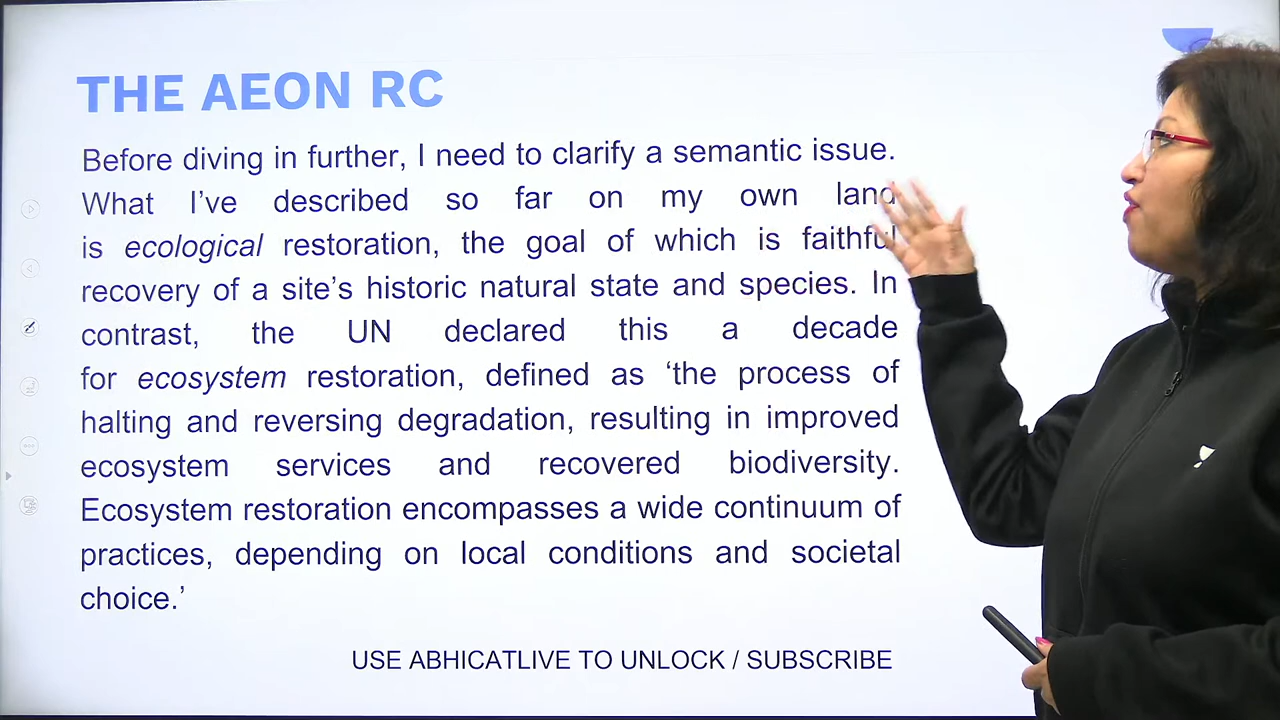 THE AEON RC
Before diving in further, I need to clarify a semantic issue.
What I've described so far on my own land
is ecological restoration, the goal of which is faithful
recovery of a site's historic natural state and species. In
contrast, the UN declared this a decade
for ecosystem restoration, defined as ‘the process of
halting and reversing degradation, resulting in improved
ecosystem services and recovered biodiversity.
Ecosystem restoration encompasses a wide continuum of
practices, depending on local conditions and societal
choice.’
USE ABHICATLIVE TO UNLOCK / SUBSCRIBE